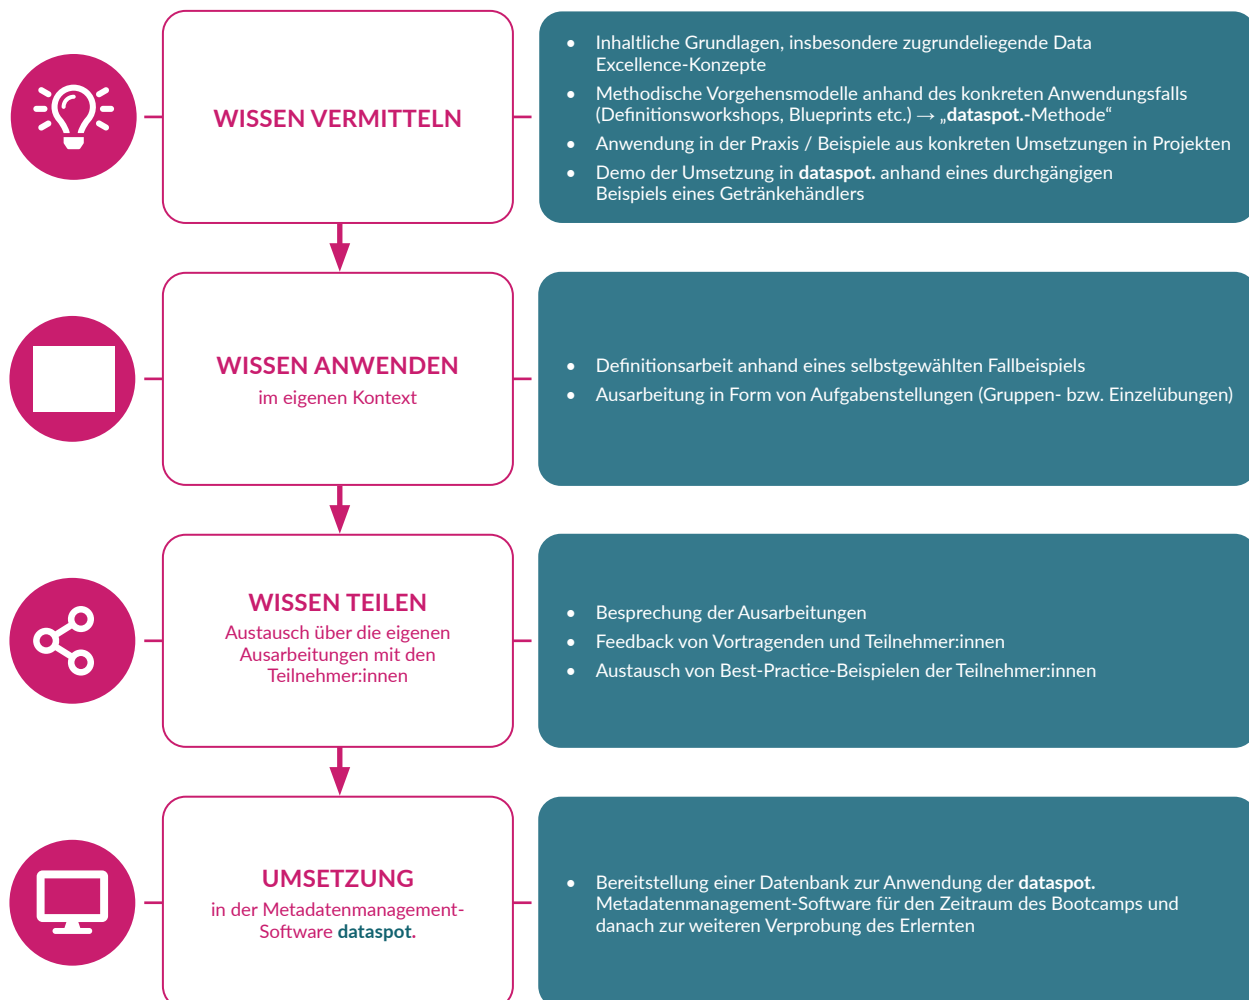 WISSEN VERMITTELN
• Inhaltliche Grundlagen, insbesondere zugrundeliegende Data
Excellence-Konzepte
• Methodische Vorgehensmodelle anhand des konkreten Anwendungsfalls
(Definitionsworkshops, Blueprints etc.) → „dataspot.-Methode“
• Anwendung in der Praxis / Beispiele aus konkreten Umsetzungen in Projekten
• Demo der Umsetzung in dataspot. anhand eines durchgängigen
Beispiels eines Getränkehändlers
WISSEN ANWENDEN
im eigenen Kontext
• Definitionsarbeit anhand eines selbstgewählten Fallbeispiels
• Ausarbeitung in Form von Aufgabenstellungen (Gruppen- bzw. Einzelübungen)
WISSEN TEILEN
Austausch über die eigenen
Ausarbeitungen mit den
Teilnehmer:innen
• Besprechung der Ausarbeitungen
• Feedback von Vortragenden und Teilnehmer:innen
• Austausch von Best-Practice-Beispielen der Teilnehmer:innen
UMSETZUNG
in der Metadatenmanagement-
Software dataspot.
• Bereitstellung einer Datenbank zur Anwendung der dataspot.
Metadatenmanagement-Software für den Zeitraum des Bootcamps und
danach zur weiteren Verprobung des Erlernten